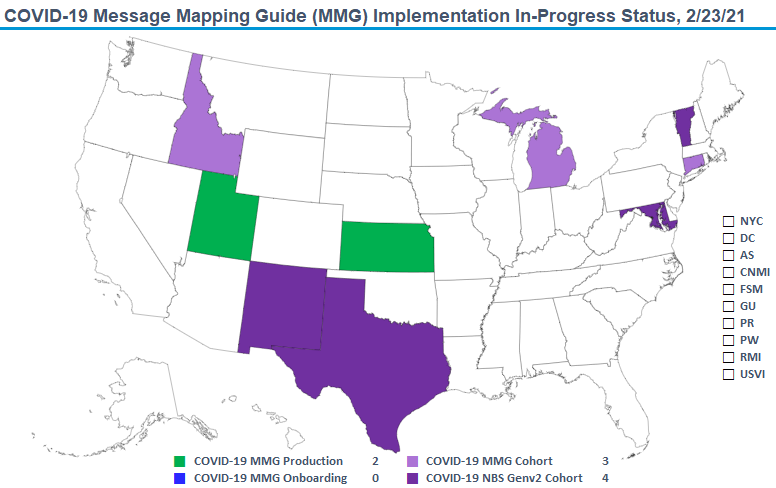 COVID-19 Message Mapping Guide (MMG) Implementation In-Progress Status, 2/23/21
NYC
DC
AS
CNMI
FSM
GU
PR
PW
RMI
USVI
COVID-19 MMG Production 2
COVID-19 MMG Cohort 3
COVID-19 MMG Onboarding 0
COVID-19 NBS Genv2 Cohort 4